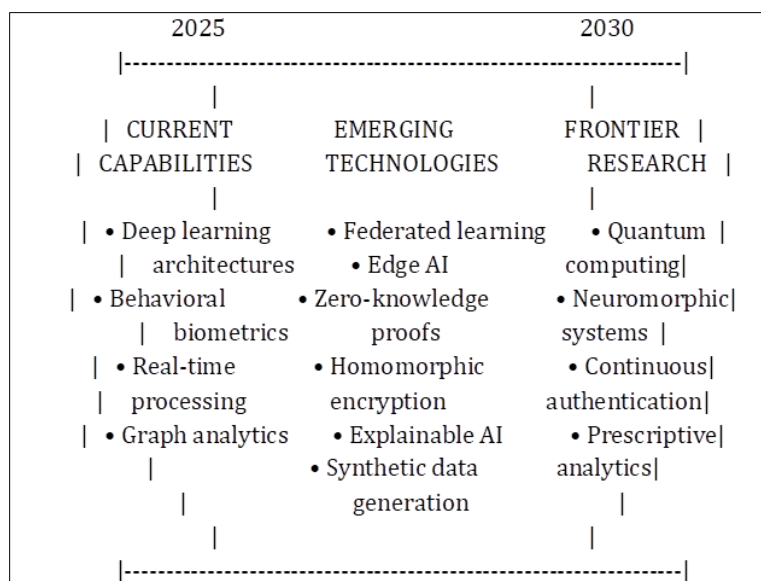 2025 2030
|-------------------------------------------------------------------|
| |
| CURRENT EMERGING FRONTIER |
| CAPABILITIES TECHNOLOGIES RESEARCH |
| |
| • Deep learning • Federated learning • Quantum |
| architectures • Edge AI computing|
| • Behavioral • Zero-knowledge • Neuromorphic|
| biometrics proofs systems |
| • Real-time • Homomorphic • Continuous|
| processing encryption authentication|
| • Graph analytics • Explainable AI • Prescriptive|
| • Synthetic data analytics|
| generation |
| |
|-------------------------------------------------------------------|